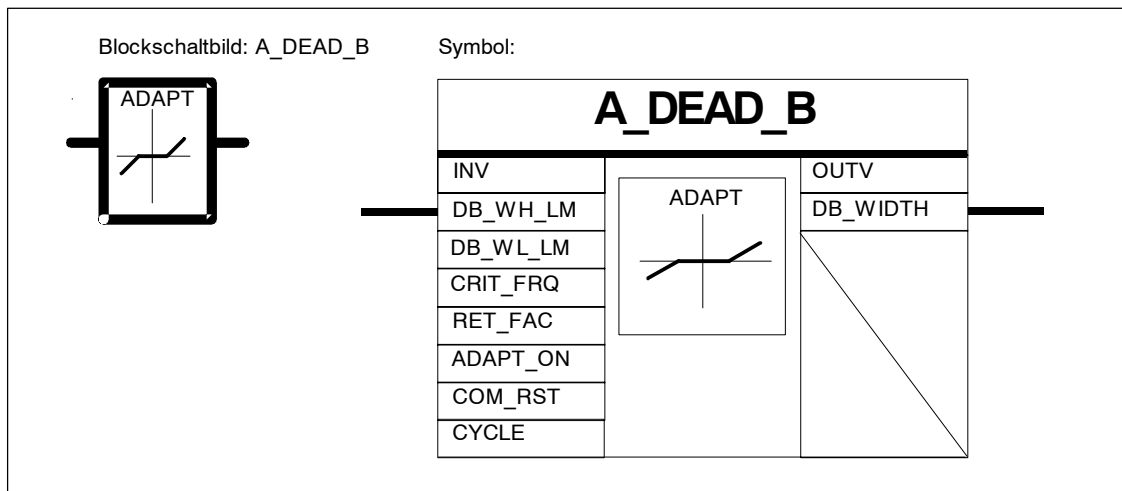 Blockschaltbild: A_DEAD_B
Symbol:
ADAPT
A_DEAD_B
INV
OUTV
DB_WH_LM
ADAPT
DB_WIDTH
DB_WL_LM
CRIT_FRQ
RET_FAC
ADAPT_ON
COM_RST
CYCLE